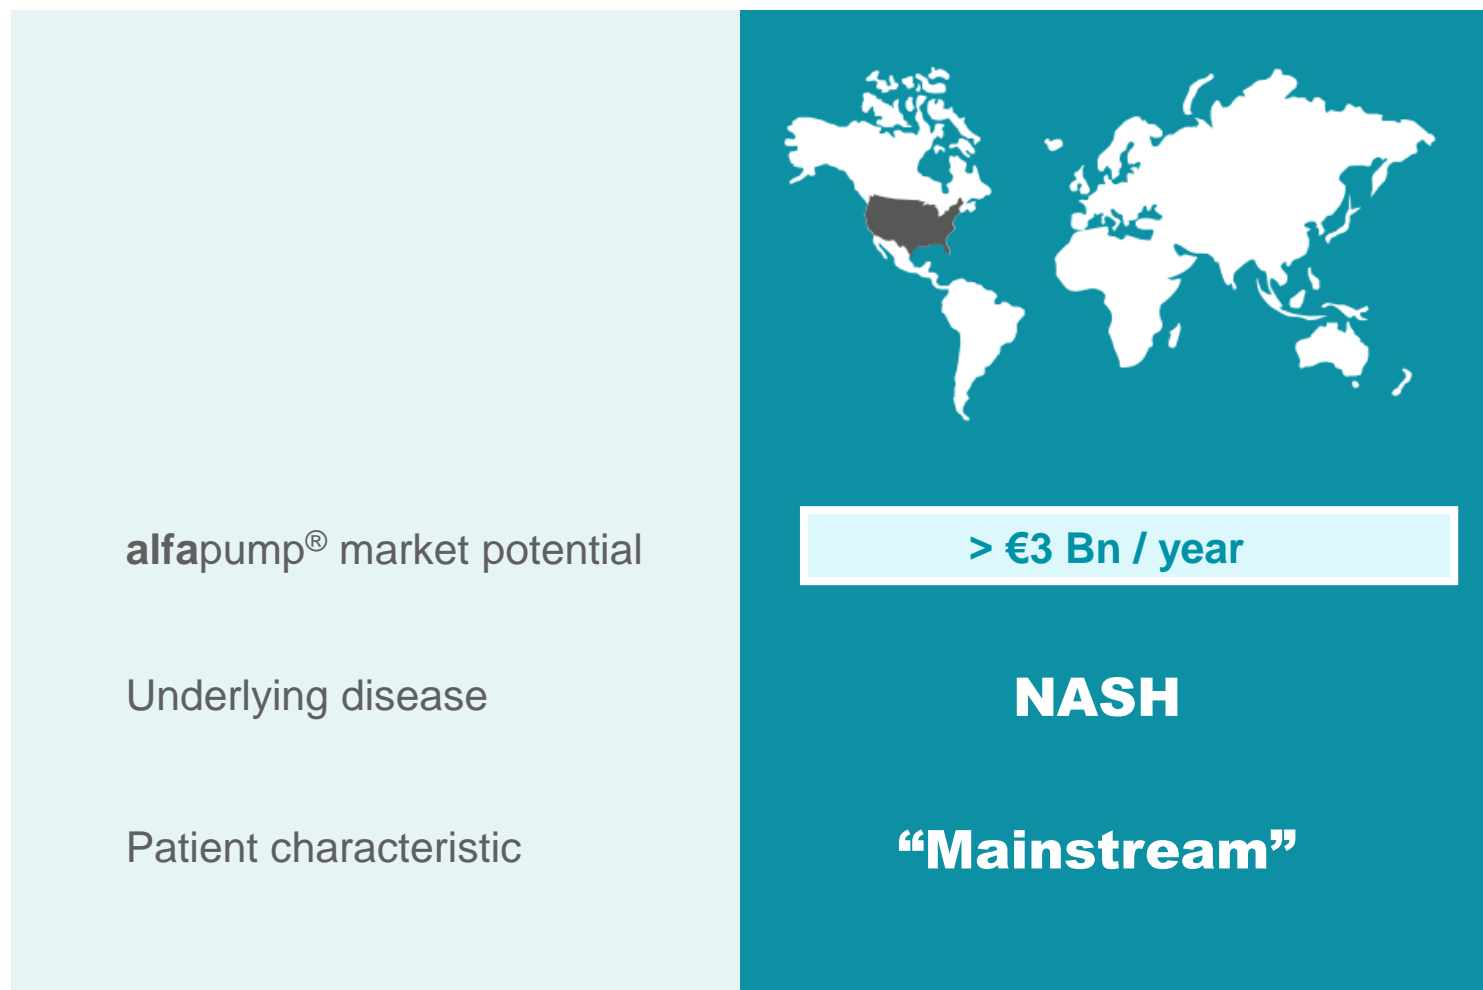 alfapump® market potential
> €3 Bn / year
Underlying disease
NASH
Patient characteristic
“Mainstream”